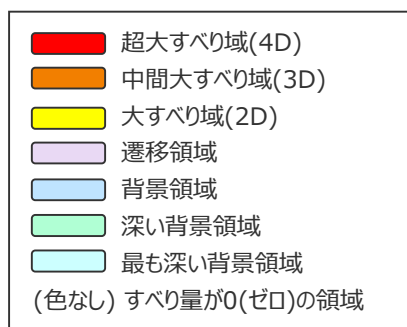 超大すべり域(4D)
中間大すべり域(3D)
大すべり域(2D)
遷移領域
背景領域
深い背景領域
最も深い背景領域
(色なし) すべり量が0(ゼロ)の領域